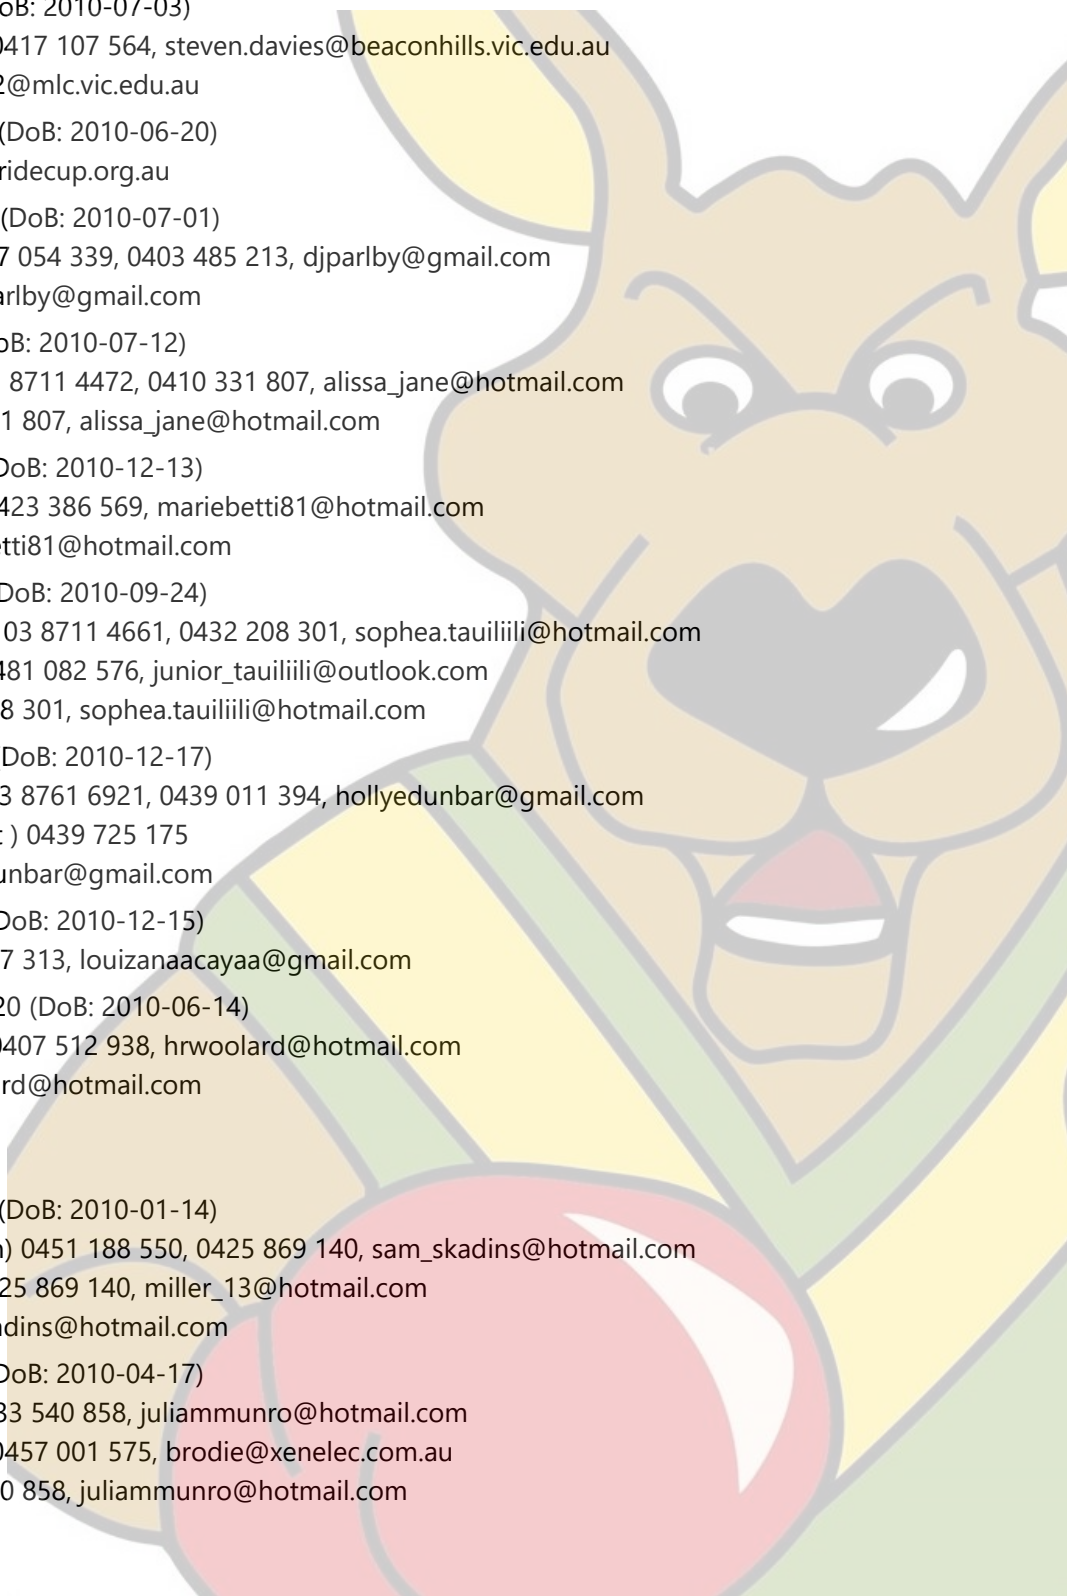 oB: 2010-07-03)
0417 107 564, steven.davies@beaconhills.vic.edu.au
2@mlc.vic.edu.au
(DoB: 2010-06-20)
ridecup.org.au
(DoB: 2010-07-01)
7 054 339, 0403 485 213, djparlby@gmail.com
arlby@gmail.com
oB: 2010-07-12)
8711 4472, 0410 331 807, alissa_jane@hotmail.com
1 807, alissa_jane@hotmail.com
DoB: 2010-12-13)
423 386 569, mariebetti81@hotmail.com
etti81@hotmail.com
DoB: 2010-09-24)
03 8711 4661, 0432 208 301, sophea.tauiliili@hotmail.com
481 082 576, junior_tauiliili@outlook.com
8 301, sophea.tauiliili@hotmail.com
DoB: 2010-12-17)
3 8761 6921, 0439 011 394, hollyedunbar@gmail.com
) 0439 725 175
unbar@gmail.com
DoB: 2010-12-15)
7 313, louizanaacayaa@gmail.com
20 (DoB: 2010-06-14)
0407 512 938, hrwoolard@hotmail.com
rd@hotmail.com
(DoB: 2010-01-14)
) 0451 188 550, 0425 869 140, sam_skadins@hotmail.com
25 869 140, miller_13@hotmail.com
adins@hotmail.com
DoB: 2010-04-17)
33 540 858, juliammunro@hotmail.com
0457 001 575, brodie@xenelec.com.au
0 858, juliammunro@hotmail.com